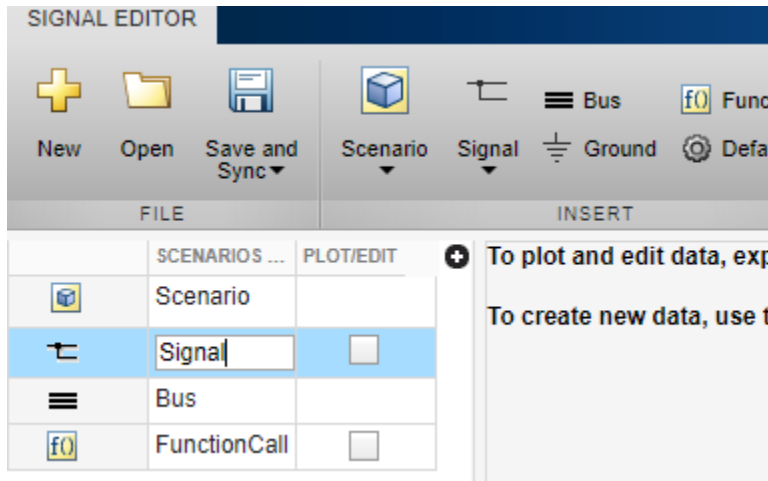 SIGNAL EDITOR
New
Open
Save and
Sync
Scenario
Signal
Bus
Ground
f()
FILE
INSERT
SCENARIOS ...
PLOT/EDIT
To plot and edit data,
Scenario
To create new data, use
Signal
Bus
f()
FunctionCall